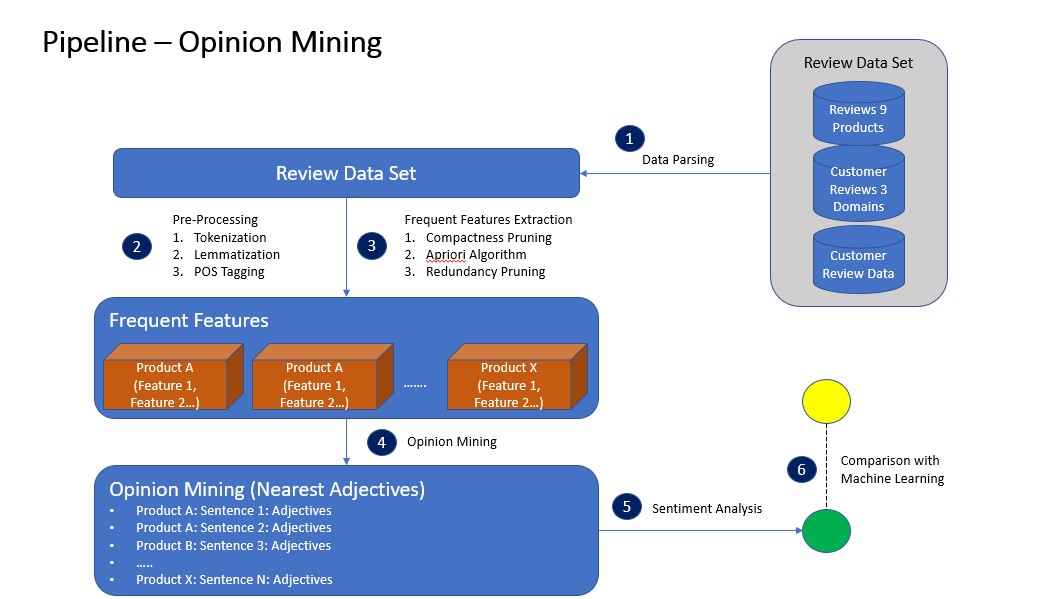 Pipeline – Opinion Mining
Review Data Set
Reviews 9
Products
Customer
Reviews 3
Domains
Customer
Review Data
1
Data Parsing
Review Data Set
2
Pre-Processing
1. Tokenization
2. Lemmatization
3. POS Tagging
3
Frequent Features Extraction
1. Compactness Pruning
2. Apriori Algorithm
3. Redundancy Pruning
Frequent Features
Product A
(Feature 1,
Feature 2...)
Product A
(Feature 1,
Feature 2...)
.......
Product X
(Feature 1,
Feature 2...)
4
Opinion Mining
Opinion Mining (Nearest Adjectives)
• Product A: Sentence 1: Adjectives
• Product A: Sentence 2: Adjectives
• Product B: Sentence 3: Adjectives
• .....
• Product X: Sentence N: Adjectives
5
Sentiment Analysis
6
Comparison with
Machine Learning